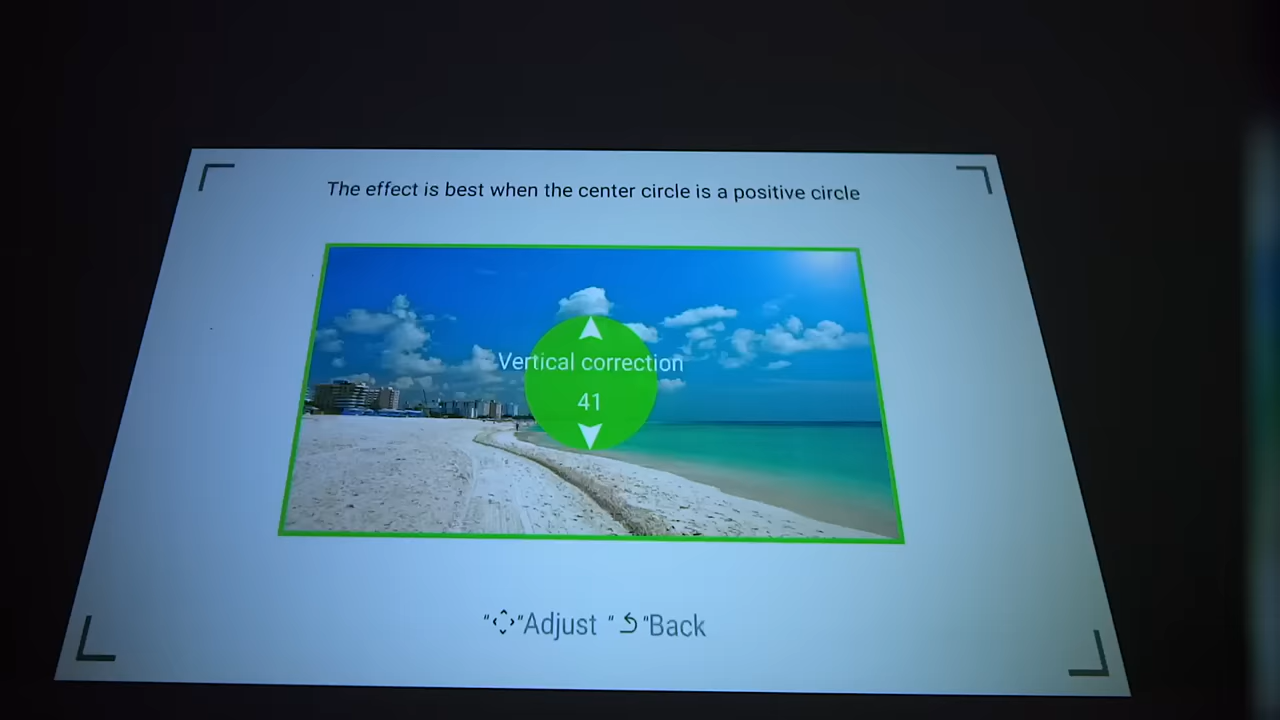 The effect is best when the center circle is a positive circle
Vertical correction
41
""Adjust ""Back